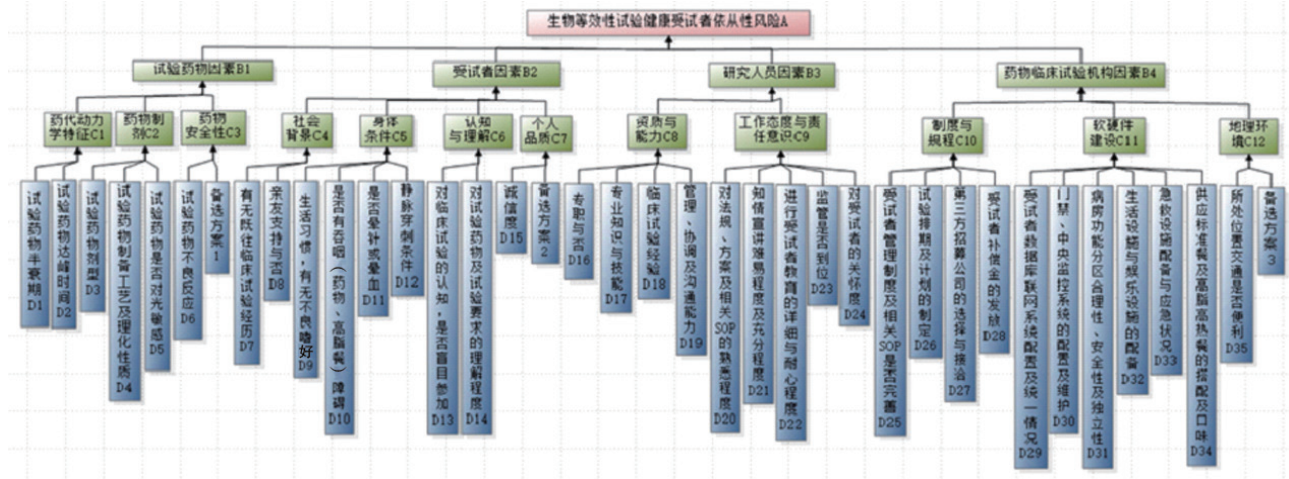 生物等效性试验健康受试者依从性风险A
试验药物因素B1
受试者因素B2
研究人员因素B3
药物临床试验机构因素B4
药代动力
学特征C1
药物制
剂C2
药物
安全性C3
社会
背景C4
身体
条件C5
认知
与理解C6
个人
品质C7
资质与
能力C8
工作态度与责
任意识C9
制度与
规程C10
软硬件
建设C11
地理环
境C12
试验药物半衰期D1
试验药物达峰时间D2
试验药物剂型D3
试验药物制备工艺及理化性质D4
试验药物是否对光敏感D5
试验药物不良反应D6
备选方案1
有无既往临床试验经历D7
亲友支持与否D8
生活习惯,有无不良嗜好D9
是否有吞咽(药物、高脂餐)障碍D10
是否晕针或晕血D11
静脉穿刺条件D12
对临床试验的认知,是否盲目参加D13
对试验药物及试验要求的理解程度D14
诚信度D15
备选方案2
专职与否D16
专业知识与技能D17
临床试验经验D18
管理、协调及沟通能力D19
对法规、方案及相关SOP的熟悉程度D20
知情宣讲难易程度及充分程度D21
进行受试者教育的详细与耐心程度D22
监管是否到位D23
对受试者的关怀度D24
受试者管理制度及相关SOP是否完善D25
试验排期及计划的制定D26
第三方招募公司的选择与接洽D27
受试者补偿金的发放D28
受试者数据库联网系统配置及统一情况D29
门禁、中央监控系统的配置及维护D30
病房功能分区合理性、安全性及独立性D31
生活设施与娱乐设施的配备D32
急救设施配备与应急状况D33
供应标准餐及高脂高热餐的搭配及口味D34
所处位置交通是否便利D35
备选方案3